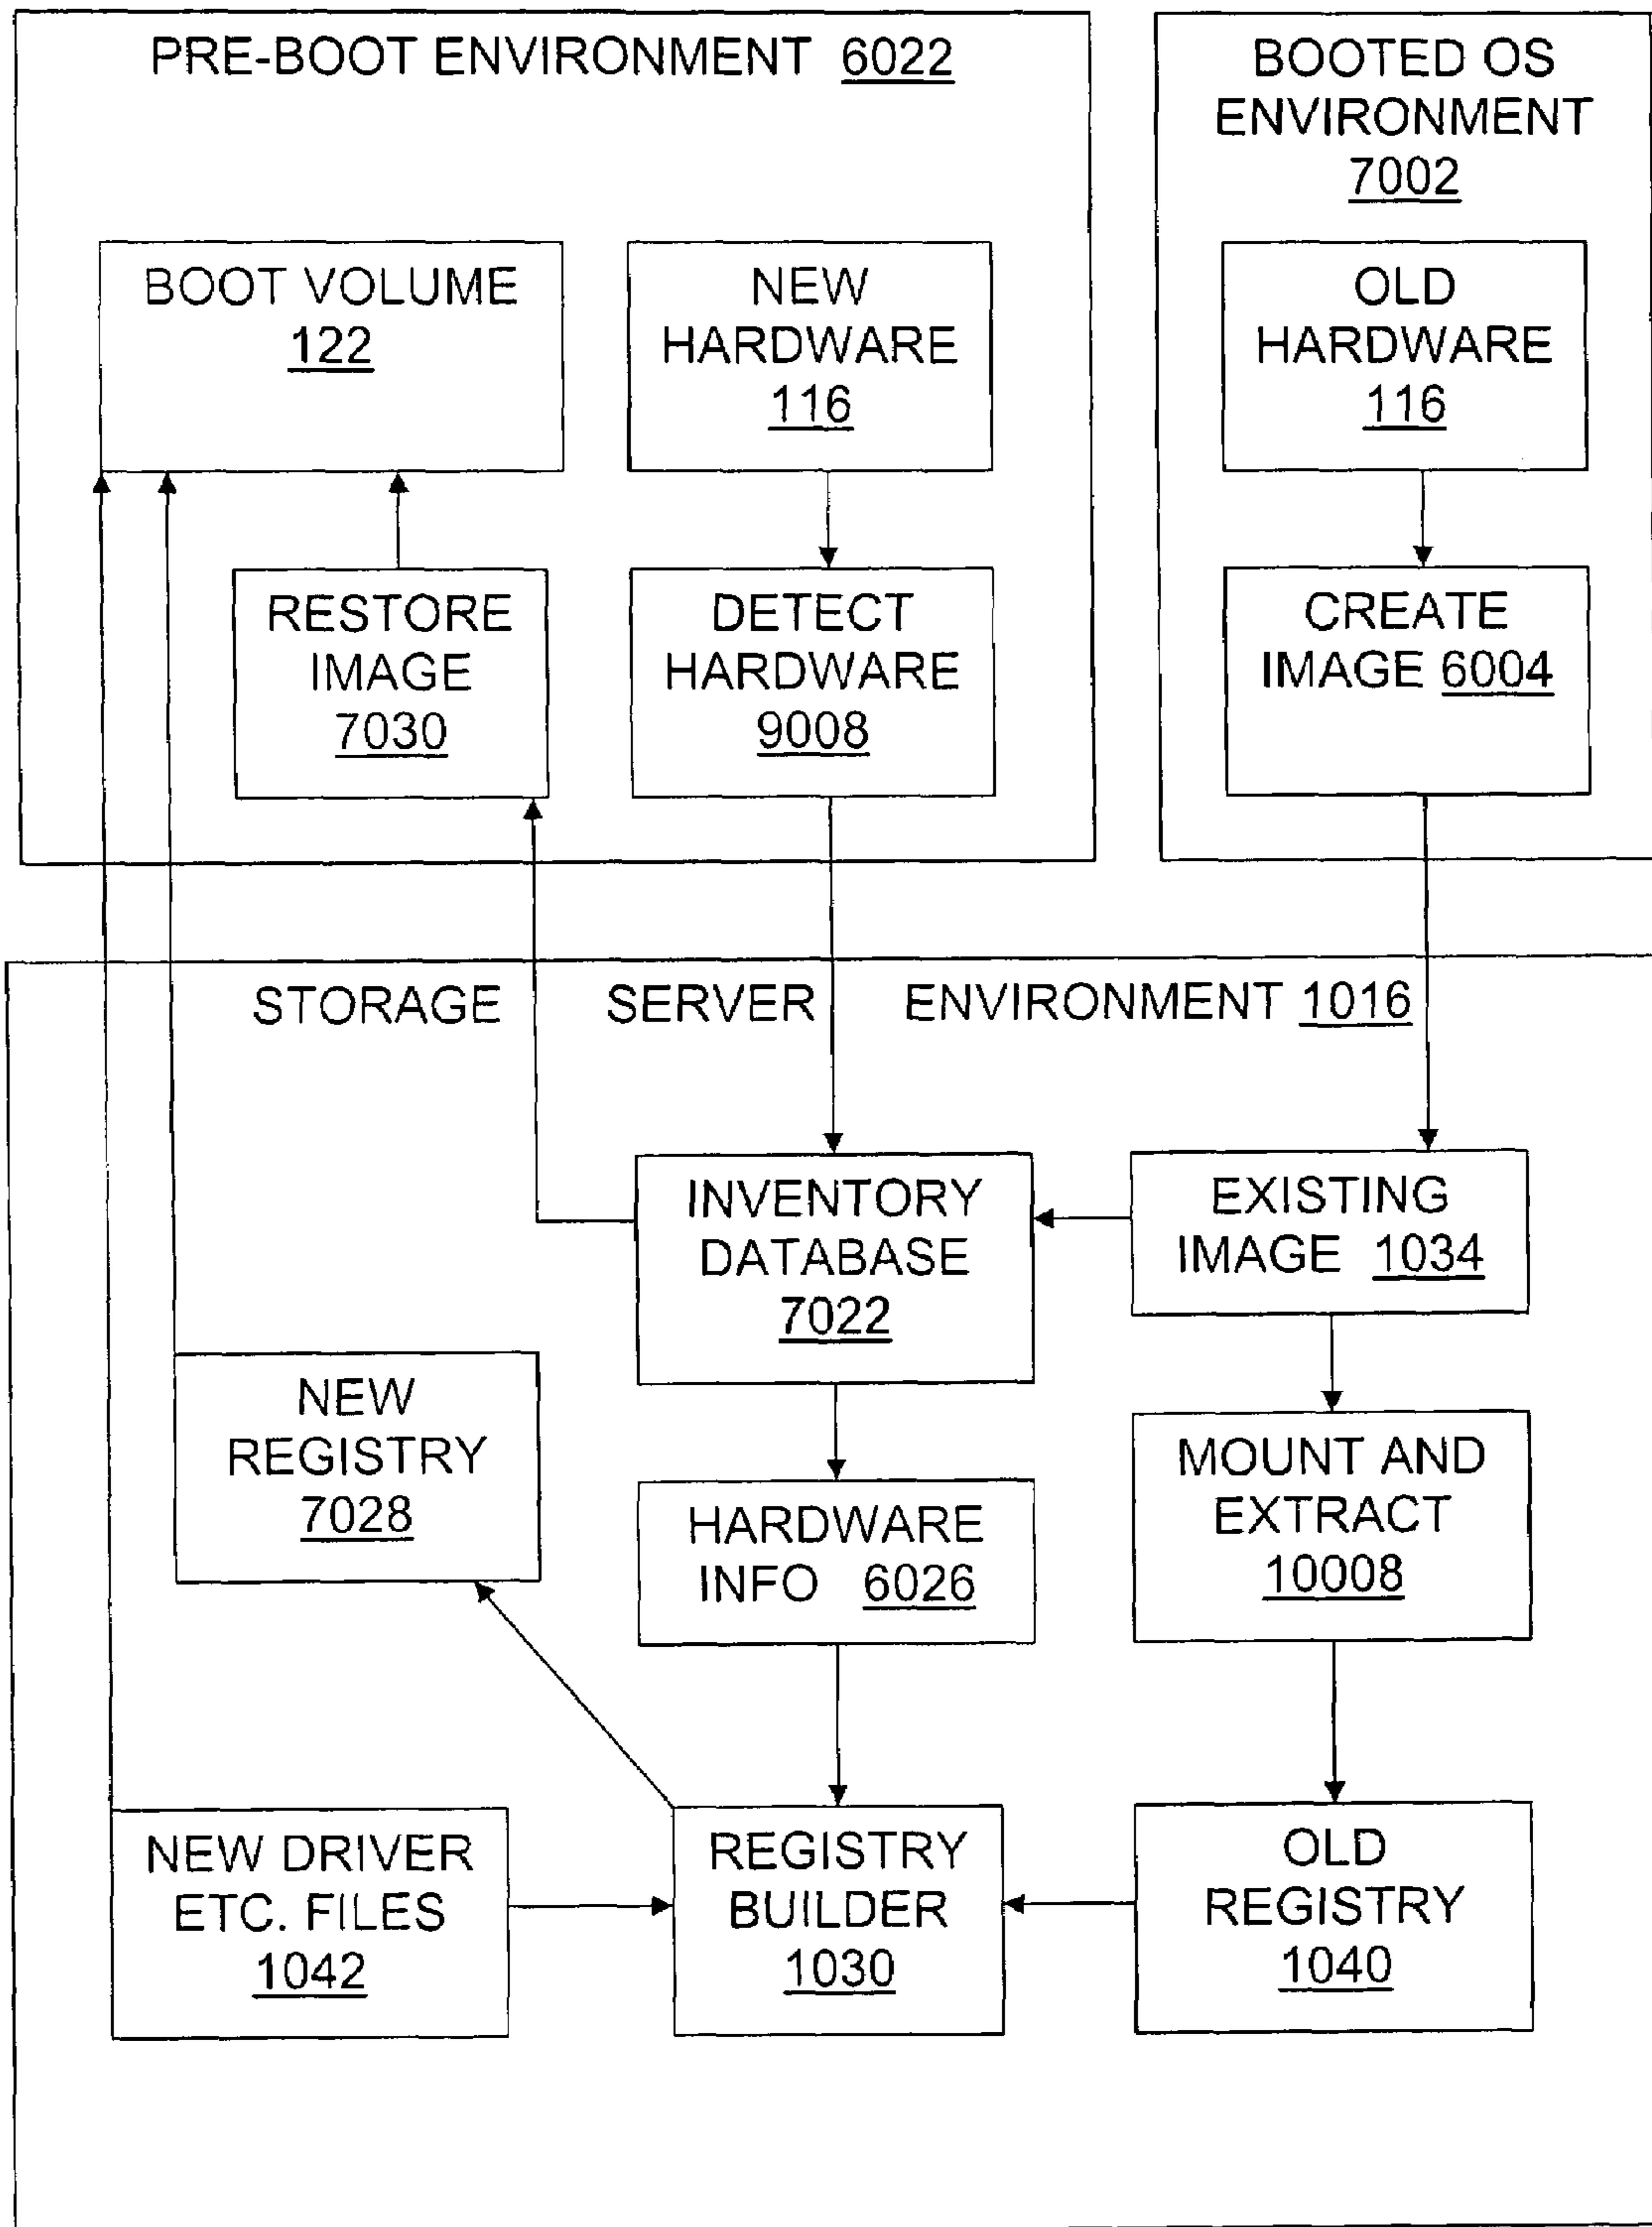 PRE-BOOT ENVIRONMENT 6022
BOOT VOLUME
122
NEW
HARDWARE
116
RESTORE
IMAGE
7030
DETECT
HARDWARE
9008
BOOTED OS
ENVIRONMENT
7002
OLD
HARDWARE
116
CREATE
IMAGE 6004
STORAGE SERVER ENVIRONMENT 1016
INVENTORY
DATABASE
7022
EXISTING
IMAGE 1034
NEW
REGISTRY
7028
HARDWARE
INFO 6026
MOUNT AND
EXTRACT
10008
NEW DRIVER
ETC. FILES
1042
REGISTRY
BUILDER
1030
OLD
REGISTRY
1040